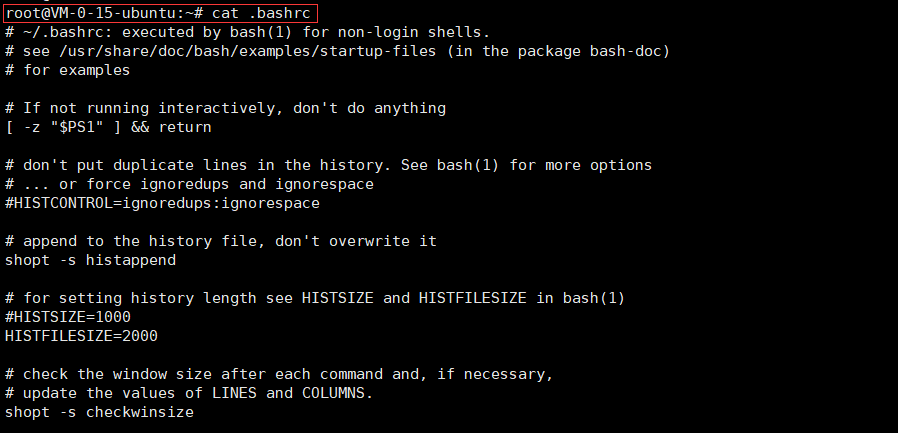 root@VM-0-15-ubuntu:~# cat .bashrc
# ~/.bashrc: executed by bash(1) for non-login shells.
# see /usr/share/doc/bash/examples/startup-files (in the package bash-doc)
# for examples

# If not running interactively, don't do anything
[ -z "$PS1" ] && return

# don't put duplicate lines in the history. See bash(1) for more options
# ... or force ignoredups and ignorespace
#HISTCONTROL=ignoredups:ignorespace

# append to the history file, don't overwrite it
shopt -s histappend

# for setting history length see HISTSIZE and HISTFILESIZE in bash(1)
#HISTSIZE=1000
HISTFILESIZE=2000

# check the window size after each command and, if necessary,
# update the values of LINES and COLUMNS.
shopt -s checkwinsize